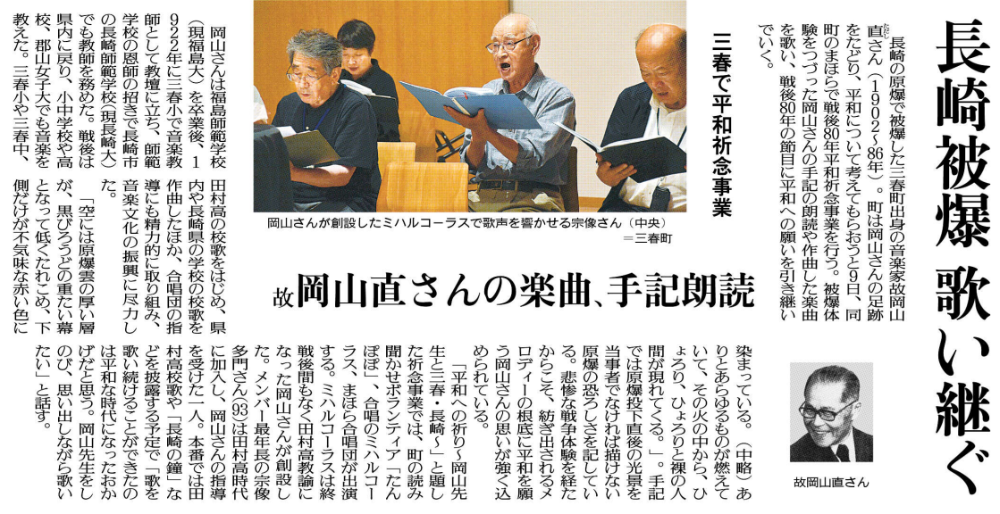 長崎被爆 歌い継ぐ
三春で平和祈念事業
故岡山直さんの楽曲、手記朗読
長崎の原爆で被爆した三春町出身の音楽家故岡山
直さん（1902〜86年）。町は岡山さんの足跡
ただし
をたどり、平和について考えてもらおうと9日、同
町のまほらで戦後80年平和祈念事業を行う。被爆体
験をつづった岡山さんの手記の朗読や作曲した楽曲
を歌い、戦後80年の節目に平和への願いを引き継い
でいく。
岡山さんが創設したミハルコーラスで歌声を響かせる宗像さん（中央）
＝三春町
岡山さんは福島師範学校
（現福島大）を卒業後、1
922年に三春小で音楽教
師として教壇に立ち、師範
学校の恩師の招きで長崎市
の長崎師範学校（現長崎大）
でも教師を務めた。戦後は
県内に戻り、小中学校や高
校、郡山女子大でも音楽を
教えた。三春小や三春中、
田村高の校歌をはじめ、県
内や長崎県の学校の校歌を
作曲したほか、合唱団の指
導にも精力的に取り組み、
音楽文化の振興に尽力し
た。
「空には原爆雲の厚い層
が、黒びろうどの重たい幕
となって低くたれこめ、下
側だけが不気味な赤い色に
染まっている。（中略）あ
りとあらゆるものが燃えて
いて、その火の中から、ひ
ょろり、ひょろりと裸の人
間が現れてくる。」。手記
では原爆投下直後の光景を
当事者でなければ描けない
原爆の恐ろしさを記してい
る。悲惨な戦争体験を経た
からこそ、紡ぎ出されるメ
ロディーの根底に平和を願
う岡山さんの思いが強く込
められている。
「平和への祈り〜岡山先
生と三春・長崎〜」と題し
た祈念事業では、町の読み
聞かせボランティア「たん
ぽぽ」、合唱のミハルコー
ラス、まほら合唱団が出演
する。ミハルコーラスは終
戦後間もなく田村高教諭に
なった岡山さんが創設し
た。メンバー最年長の宗像
多門さん（93）は田村高時代
に加入し、岡山さんの指導
を受けた一人。本番では田
村高校歌や「長崎の鐘」な
どを披露する予定で「歌を
歌い続けることができたの
は平和な時代になったおか
げだと思う。岡山先生をし
のび、思い出しながら歌い
たい」と話す。
故岡山直さん